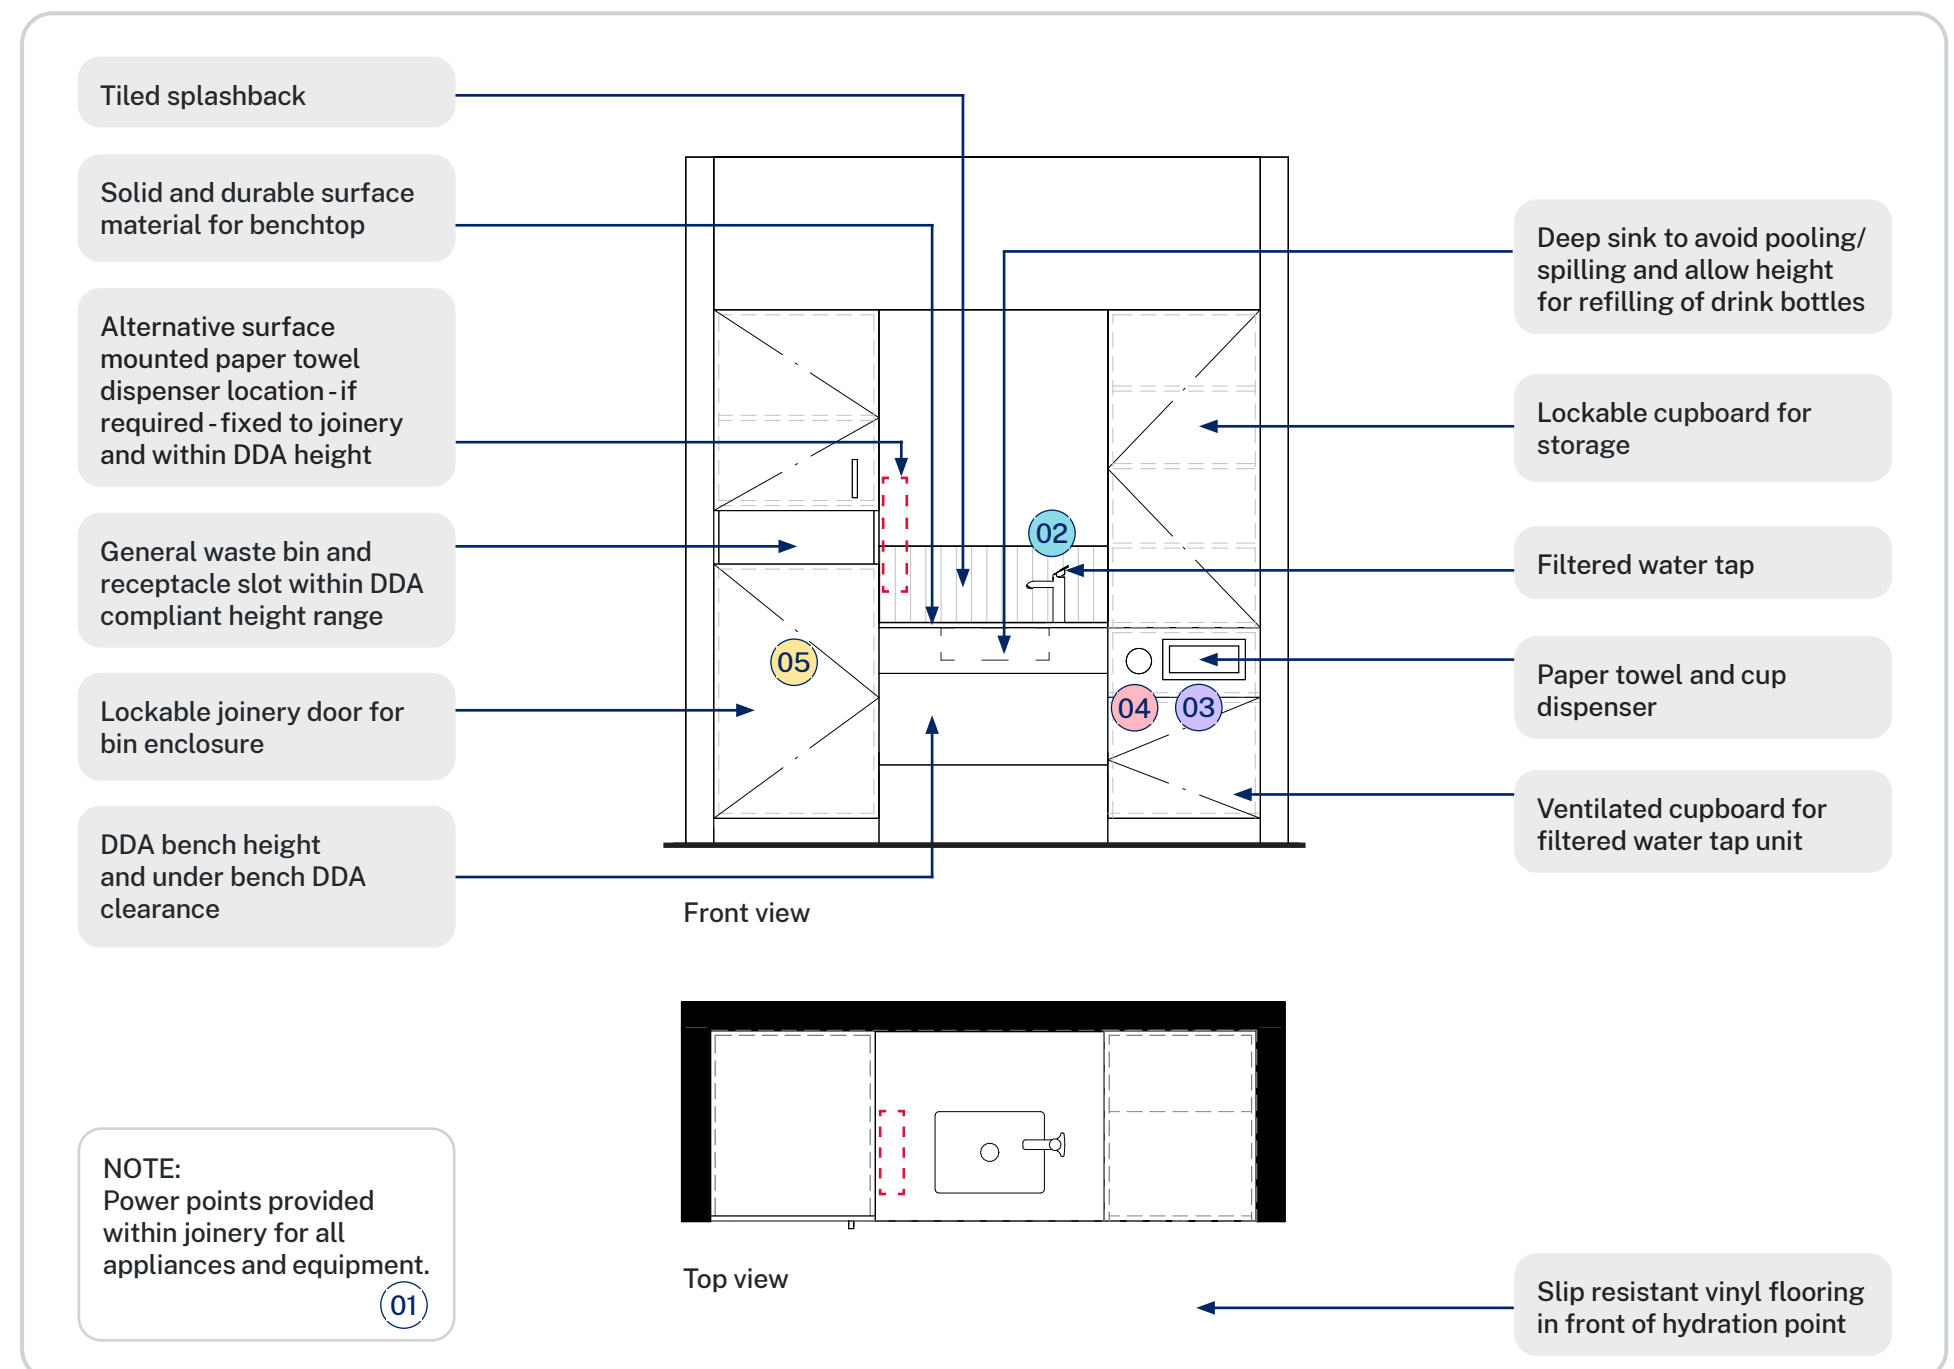 Tiled splashback
Solid and durable surface
material for benchtop
Alternative surface
mounted paper towel
dispenser location - if
required - fixed to joinery
and within DDA height
General waste bin and
receptacle slot within DDA
compliant height range
Lockable joinery door for
bin enclosure
DDA bench height
and under bench DDA
clearance
NOTE:
Power points provided
within joinery for all
appliances and equipment.
01
02
05
04
03
Front view
Top view
Deep sink to avoid pooling/
spilling and allow height
for refilling of drink bottles
Lockable cupboard for
storage
Filtered water tap
Paper towel and cup
dispenser
Ventilated cupboard for
filtered water tap unit
Slip resistant vinyl flooring
in front of hydration point